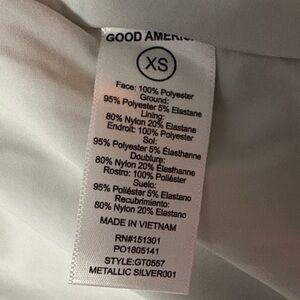 GOOD AMERIC
XS
Face: 100% Polyester
Ground:
95% Polyester 5% Elastane
Lining:
80% Nylon 20% Elastane
Endroit: 100% Polyester
Sol:
95% Polyester 5% Élasthanne
Doublure:
80% Nylon 20% Élasthanne
Rostro: 100% Poliéster
Suelo:
95% Poliéster 5% Elastano
Recubrimiento:
80% Nylon 20% Elastano
MADE IN VIETNAM
RN#151301
PO1805141
STYLE:GT0557
METALLIC SILVER001